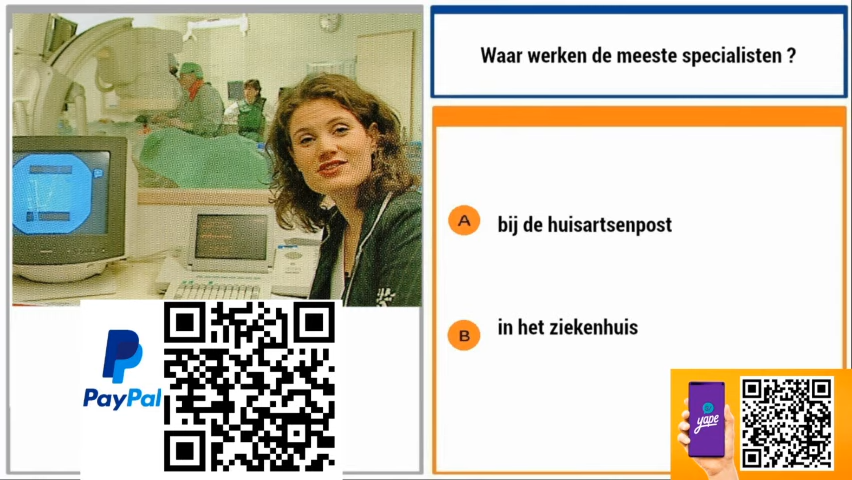 Waar werken de meeste specialisten ?
A
bij de huisartsenpost
B
in het ziekenhuis
PayPal
yape